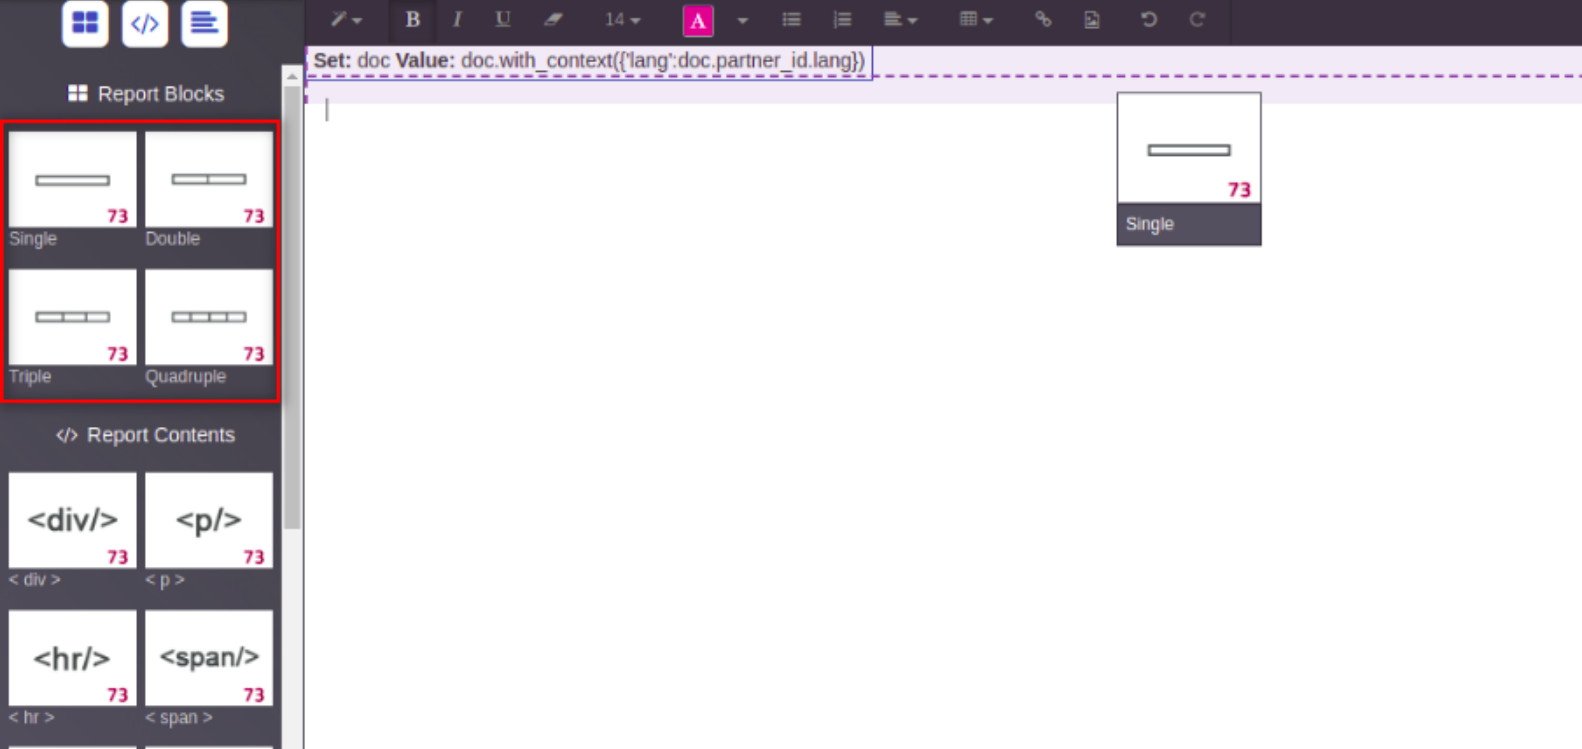 B I U 14 A
Set: doc Value: doc.with_context({'lang':doc.partner_id.lang})
Report Blocks
73 73
Single Double
73 73
Triple Quadruple
73
Single
</> Report Contents
<div/> <p/>
73 73
< div > < p >
<hr/> <span/>
73 73
< hr > < span >